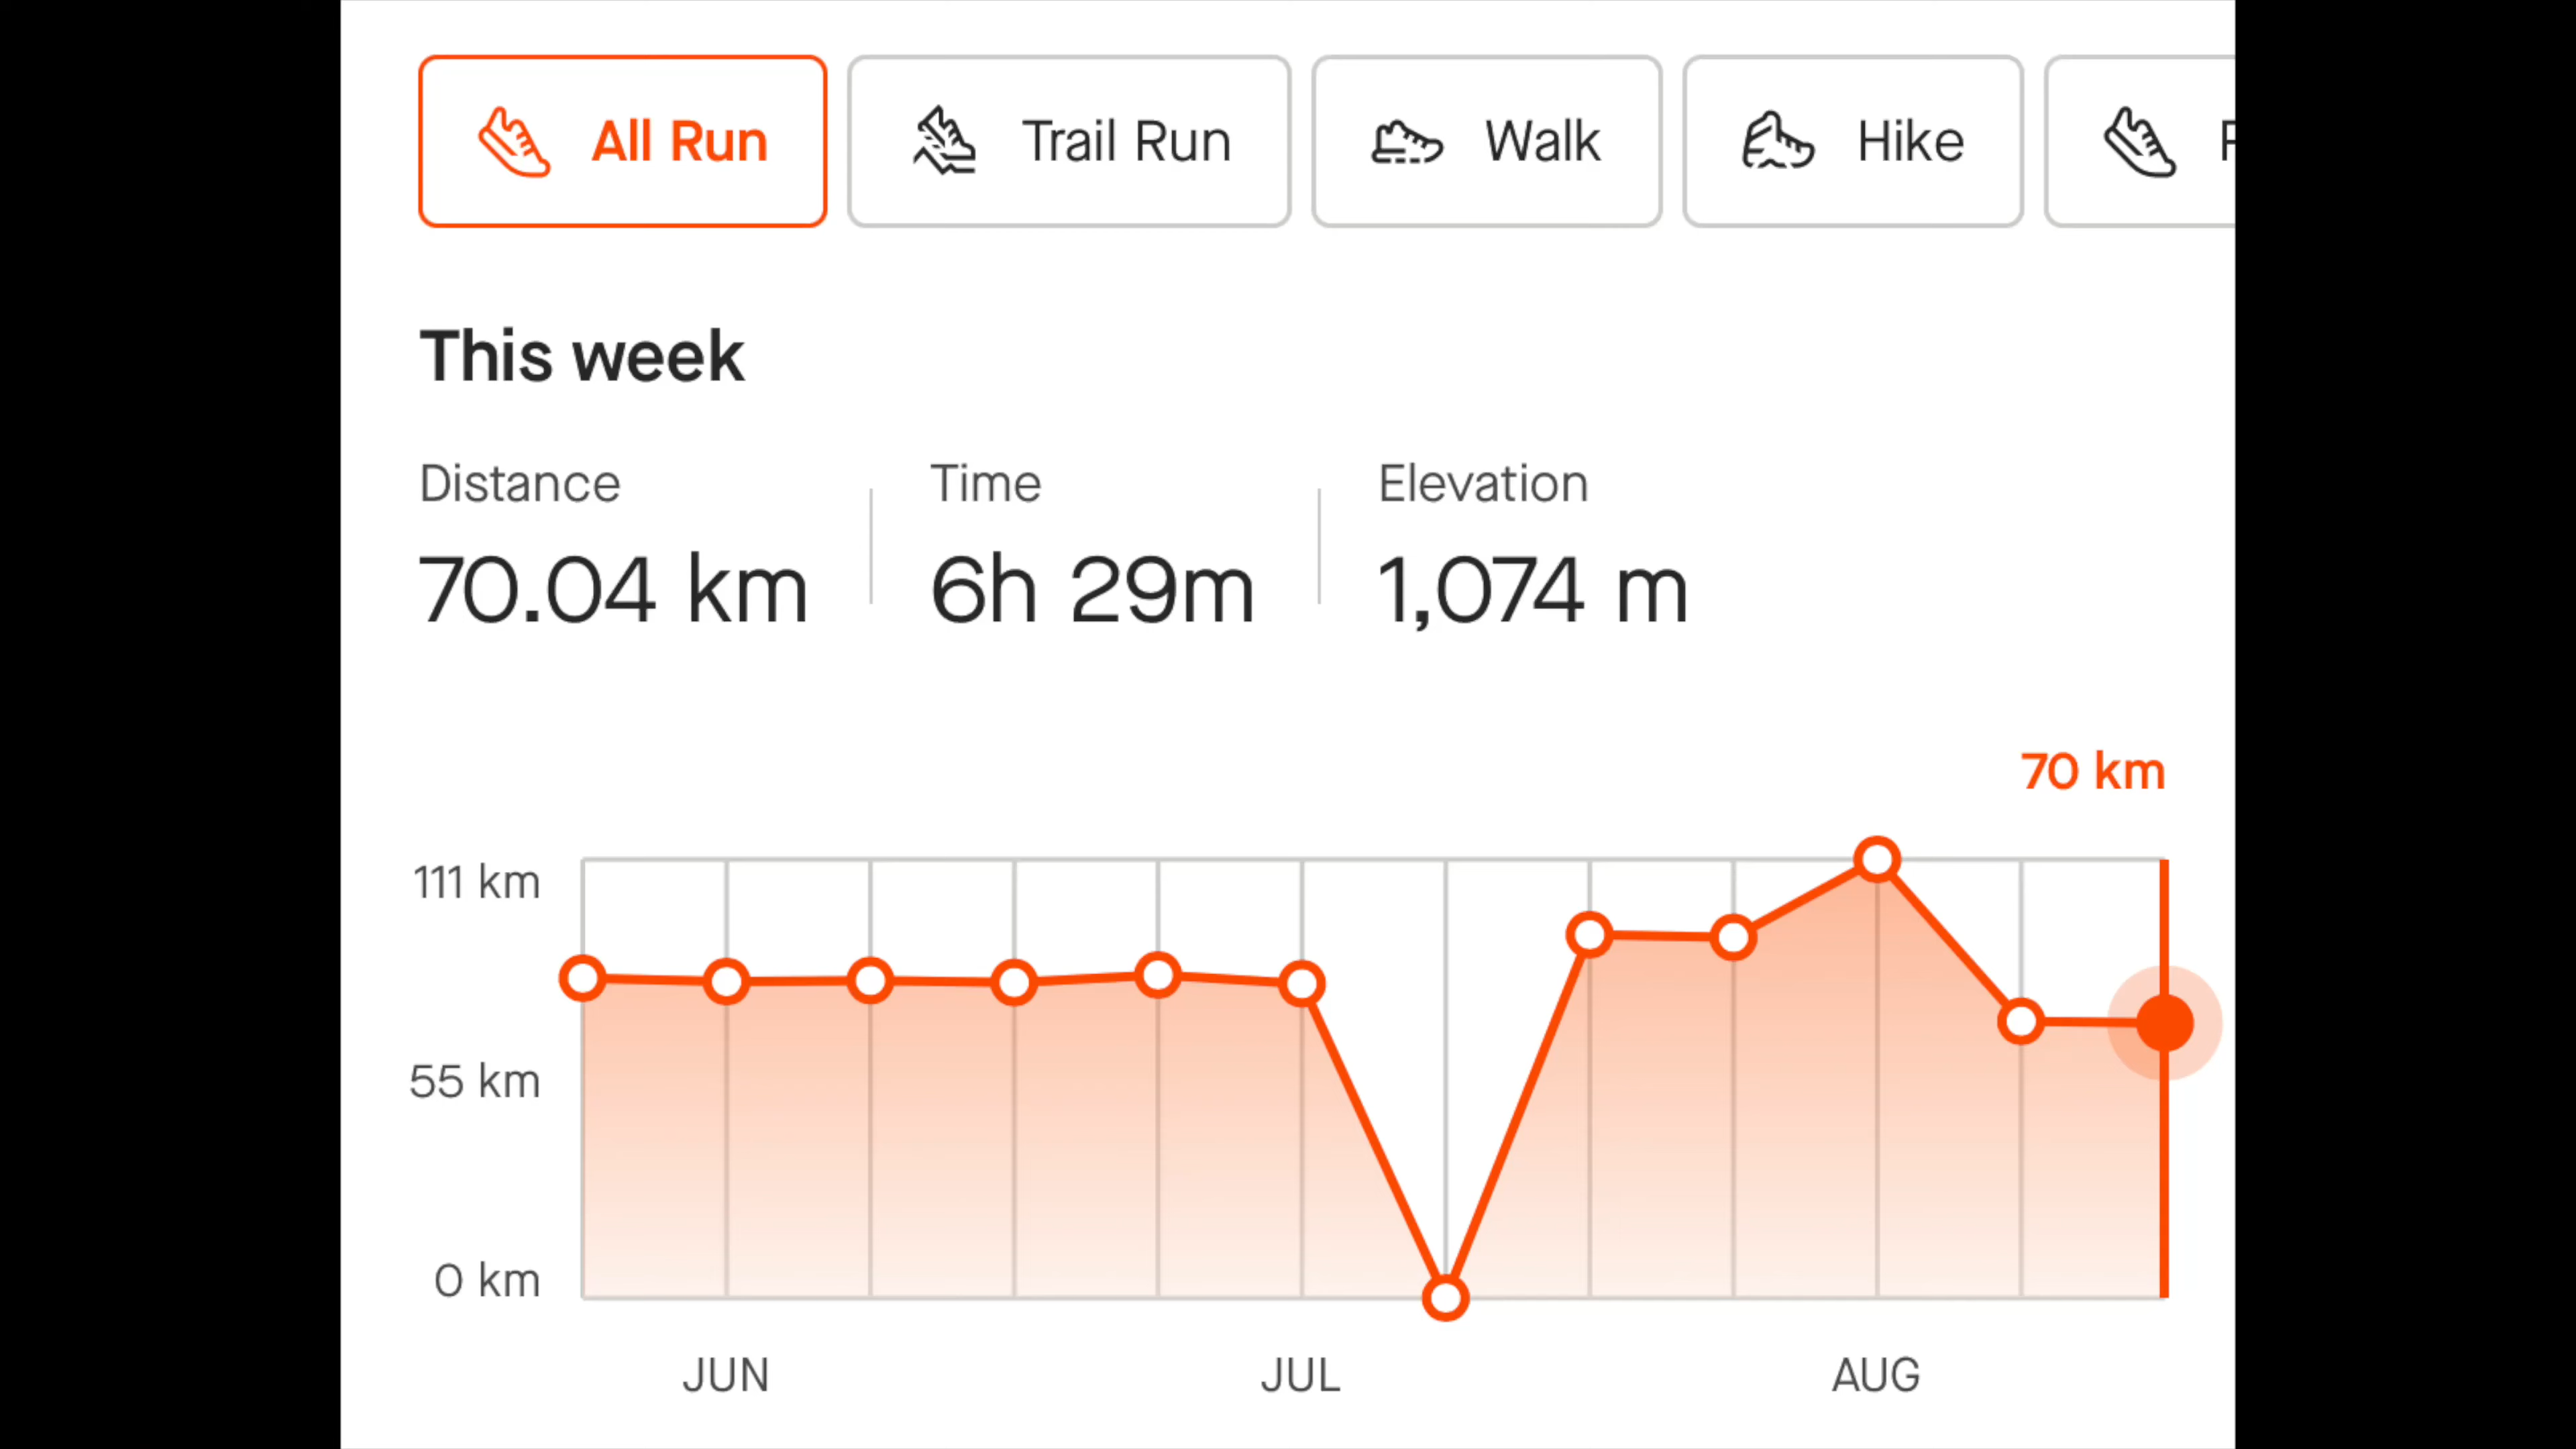 All Run Trail Run Walk Hike
This week
Distance Time Elevation
70.04 km 6h 29m 1,074 m
70 km
111 km
55 km
0 km
JUN JUL AUG